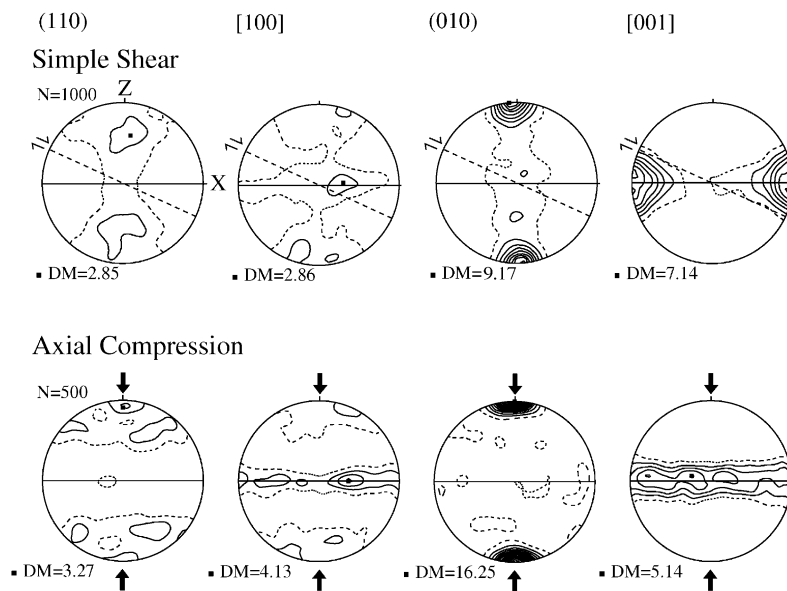 (110) [100] (010) [001]
Simple Shear
N=1000 Z
X
DM=2.85 DM=2.86 DM=9.17 DM=7.14
Axial Compression
N=500
DM=3.27 DM=4.13 DM=16.25 DM=5.14